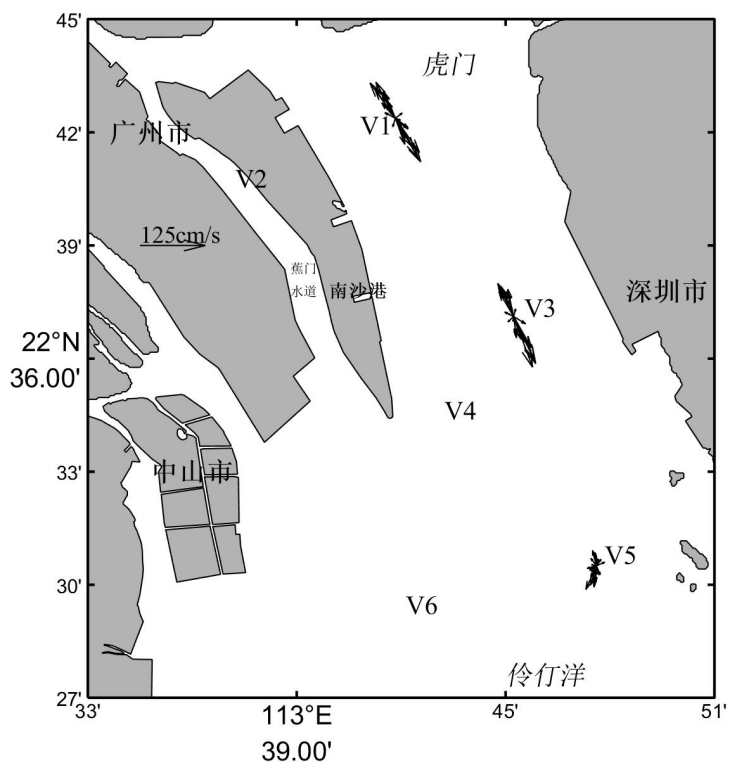 45'
虎门
V1
42'
广州市
V2
125cm/s
39'
蕉门
水道
南沙港
深圳市
V3
22°N
36.00'
V4
33'
中山市
V5
30'
V6
伶仃洋
27'
33'
113°E
39.00'
45'
51'